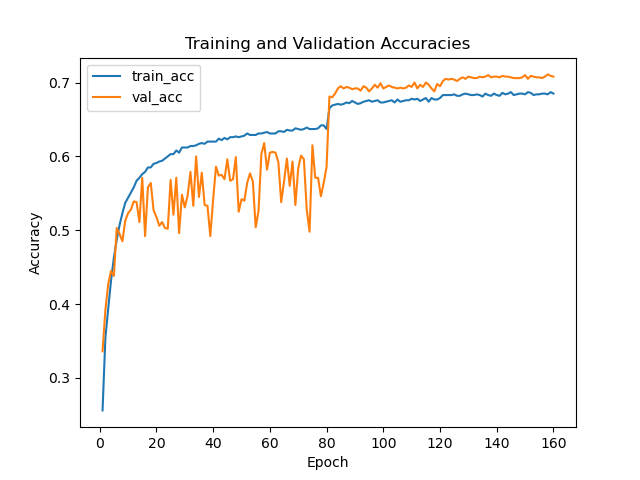 Training and Validation Accuracies
train_acc
val_acc
0.7
0.6
0.5
0.4
0.3
Accuracy
0 20 40 60 80 100 120 140 160
Epoch